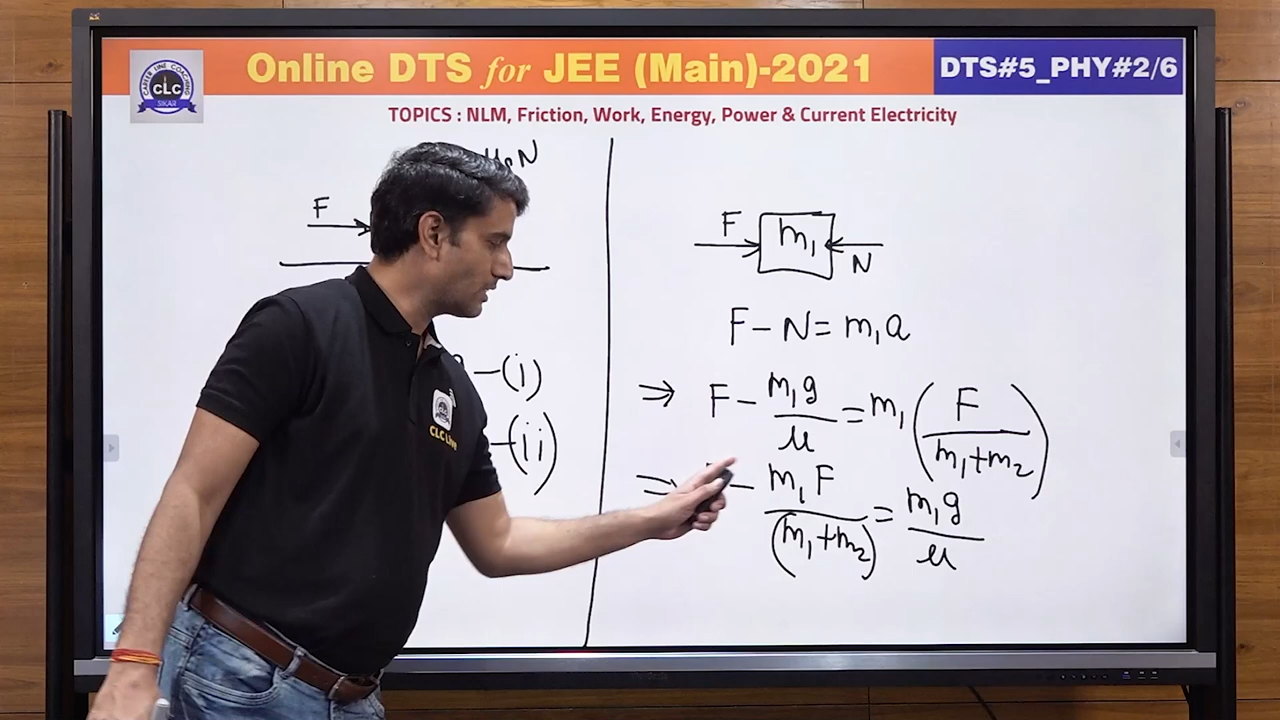 Online DTS for JEE (Main)-2021
DTS#5_PHY#2/6
CAREER LINE COACHING
CLC
SIKAR
TOPICS : NLM, Friction, Work, Energy, Power & Current Electricity
N
F
-(i)
-(ii)
F m₁ N
F - N = m₁a
⇒ F - m₁g/μ = m₁(F/(m₁+m₂))
⇒ - m₁F/(m₁+m₂) = m₁g/μ
CLC Live